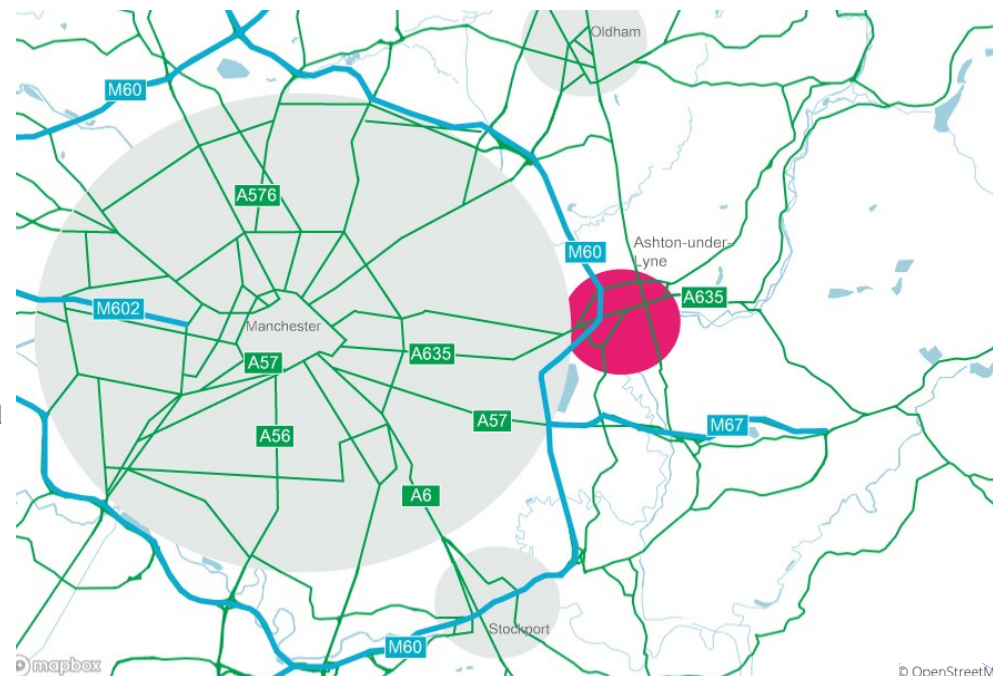 Oldham
M60
A576
Ashton-under-
Lyne
M60
A635
M602
Manchester
A57
A635
A57
M67
A56
A6
Stockport
M60
mapbox
© OpenStreetM